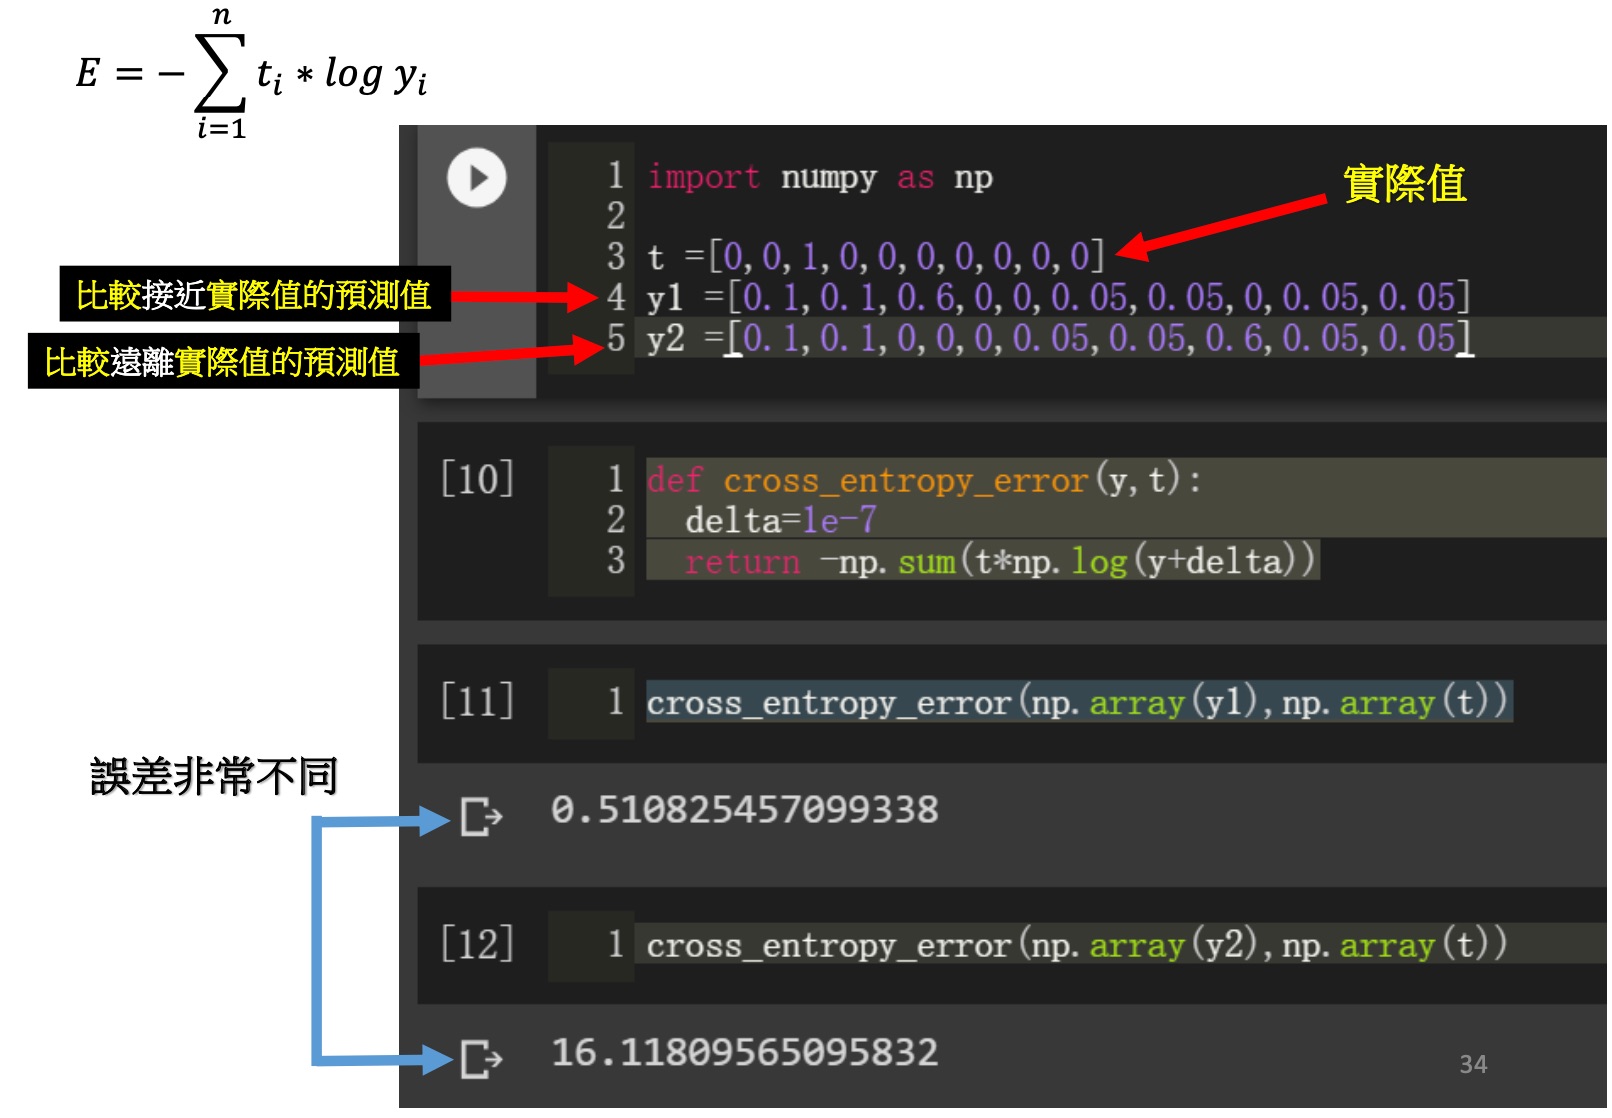 E = − ∑ⁿᵢ₌₁ tᵢ * log yᵢ
1 import numpy as np
實際值
2
3 t =[0,0,1,0,0,0,0,0,0,0]
比較接近實際值的預測值
4 y1 =[0.1,0.1,0.6,0,0,0.05,0.05,0,0.05,0.05]
比較遠離實際值的預測值
5 y2 =[0.1,0.1,0,0,0,0.05,0.05,0.6,0.05,0.05]
[10] 1 def cross_entropy_error(y,t):
2 delta=1e-7
3 return -np.sum(t*np.log(y+delta))
[11] 1 cross_entropy_error(np.array(y1),np.array(t))
誤差非常不同
0.510825457099338
[12] 1 cross_entropy_error(np.array(y2),np.array(t))
16.11809565095832
34